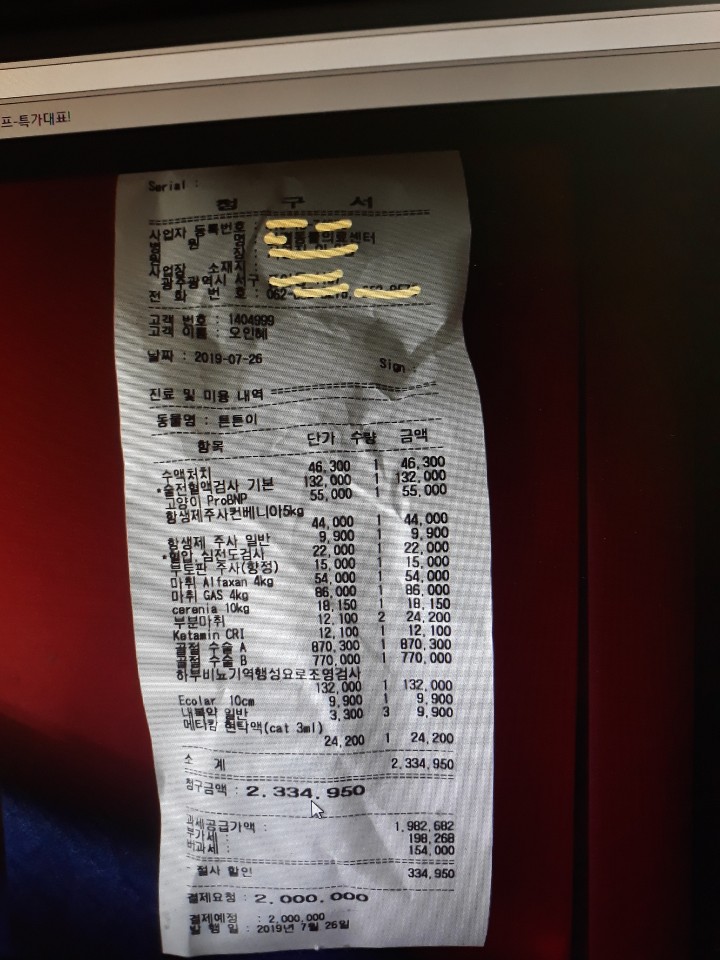 프-특가대표!
Serial :
청 구 서
사업자 등록번호 :
병 원 명 : 동물의료센터
원 장 :
사업장 소재지 :
광주광역시 서구
전 화 번 호 : 062-
고객 번호 : 1404999
고객 이름 : 오인혜
날짜 : 2019-07-26
Sign :
진료 및 미용 내역
동물명 : 튼튼이
항목 단가 수량 금액
수액처치 46,300 1 46,300
*술전혈액검사 기본 132,000 1 132,000
고양이 ProBNP 55,000 1 55,000
항생제주사컨베니아5kg
44,000 1 44,000
항생제 주사 일반 9,900 1 9,900
*혈압,심전도검사 22,000 1 22,000
부토판 주사(향정) 15,000 1 15,000
마취 Alfaxan 4kg 54,000 1 54,000
마취 GAS 4kg 86,000 1 86,000
cerenia 10kg 18,150 1 18,150
부분마취 12,100 2 24,200
Ketamin CRI 12,100 1 12,100
골절 수술 A 870,300 1 870,300
골절 수술 B 770,000 1 770,000
하부비뇨기역행성요로조영검사
132,000 1 132,000
Ecolar 10cm 9,900 1 9,900
내복약 일반 3,300 3 9,900
메타캄 현탁액(cat 3ml)
24,200 1 24,200
소 계 2,334,950
청구금액 : 2,334,950
과세공급가액 : 1,982,682
부가세 : 198,268
비과세 : 154,000
절사 할인 334,950
결제요청 : 2,000,000
결제예정 : 2,000,000
발 행 일 : 2019년 7월 26일